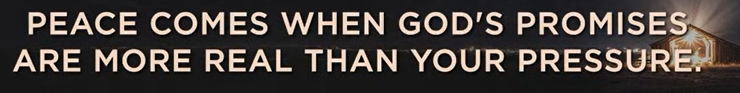 PEACE COMES WHEN GOD'S PROMISES
ARE MORE REAL THAN YOUR PRESSURE.